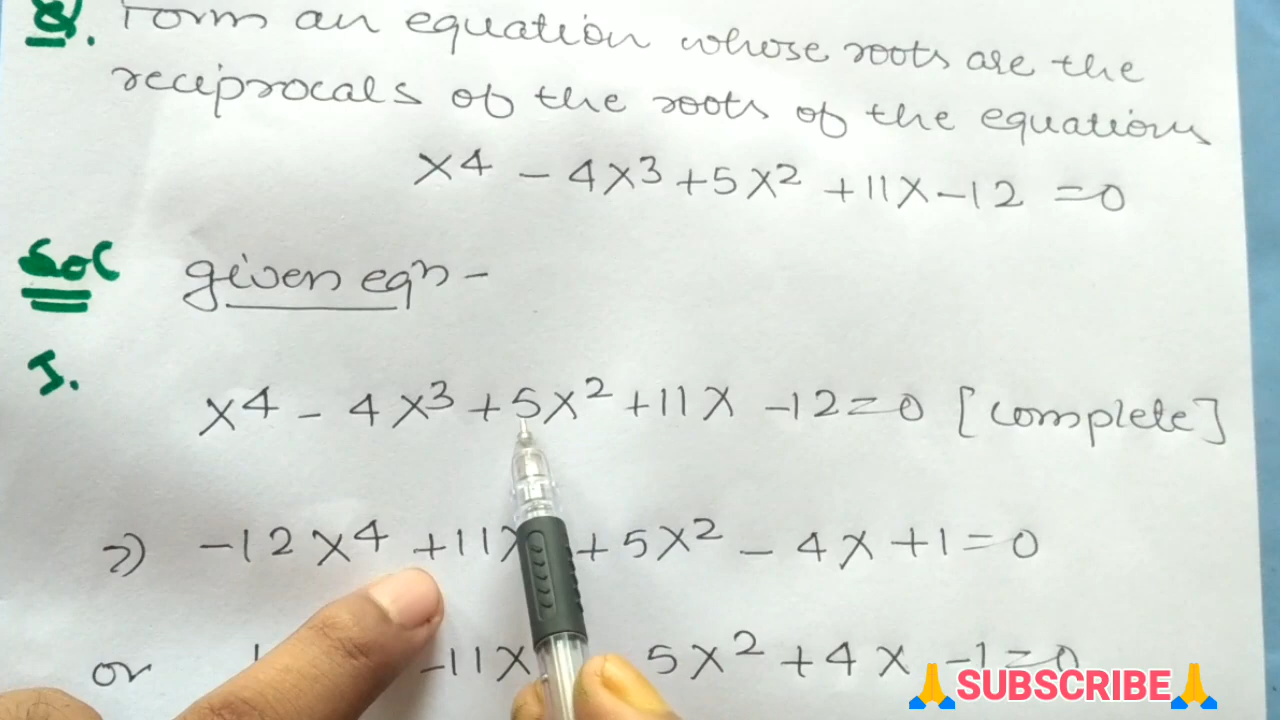 Q. Form an equation whose roots are the
reciprocals of the roots of the equations
x⁴ - 4x³ + 5x² + 11x - 12 = 0
Sol given eqn -
I.
x⁴ - 4x³ + 5x² + 11x - 12 = 0 [complete]
⇒ -12x⁴ + 11x + 5x² - 4x + 1 = 0
or - 11x 5x² + 4x - 1 = 0
🙏SUBSCRIBE🙏